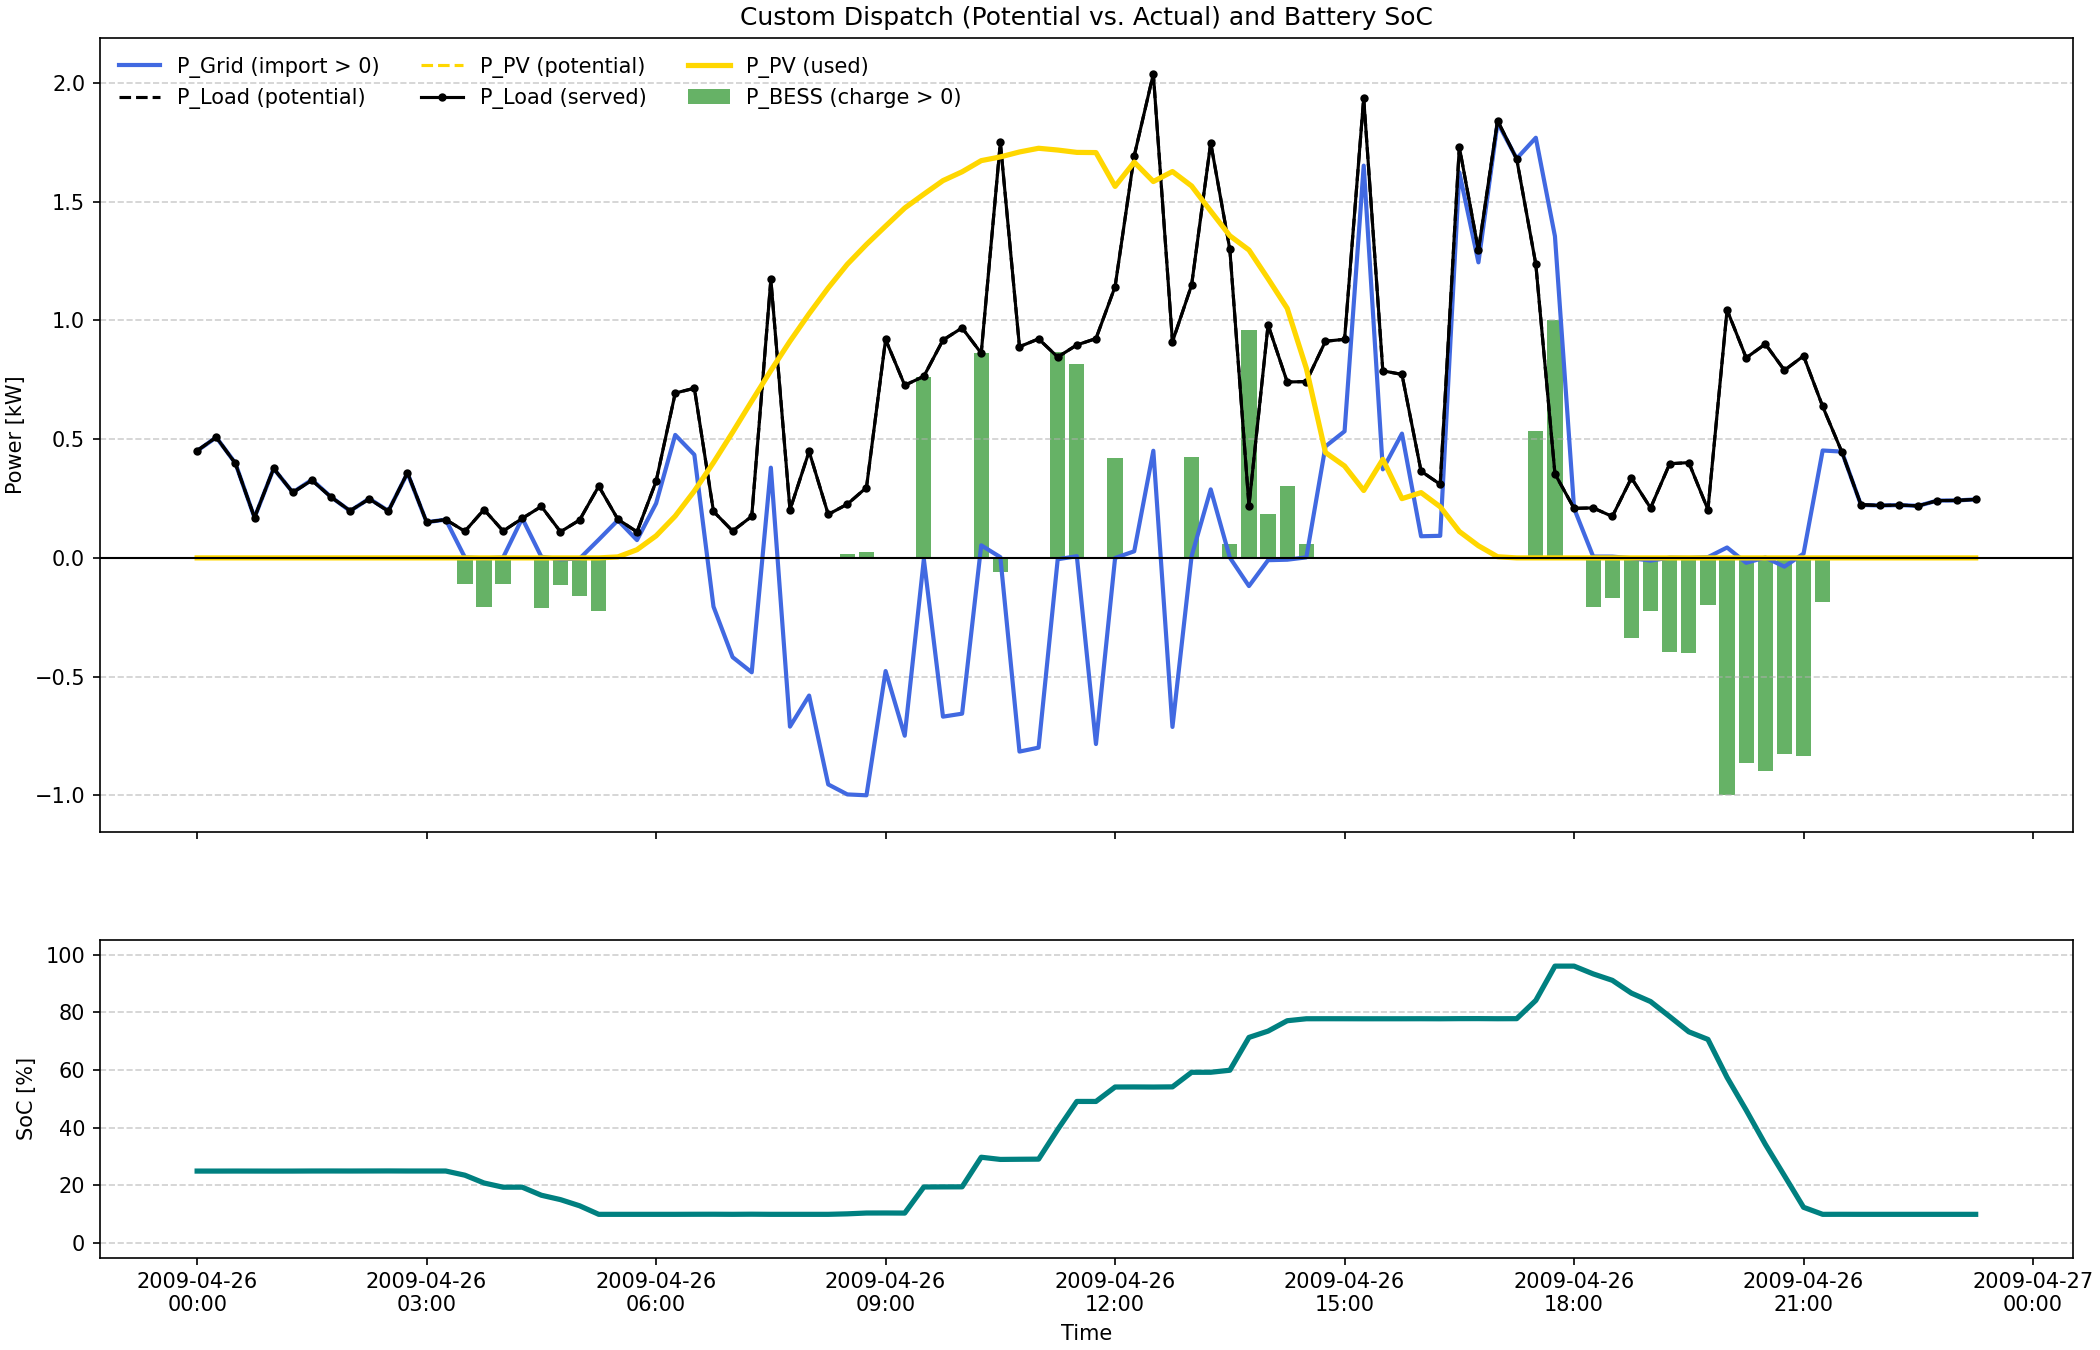 Custom Dispatch (Potential vs. Actual) and Battery SoC
P_Grid (import > 0)
P_Load (potential)
P_PV (potential)
P_Load (served)
P_PV (used)
P_BESS (charge > 0)
Power [kW]
2.0
1.5
1.0
0.5
0.0
−0.5
−1.0
SoC [%]
100
80
60
40
20
0
2009-04-26 2009-04-26 2009-04-26 2009-04-26 2009-04-26 2009-04-26 2009-04-26 2009-04-26 2009-04-27
00:00 03:00 06:00 09:00 12:00 15:00 18:00 21:00 00:00
Time